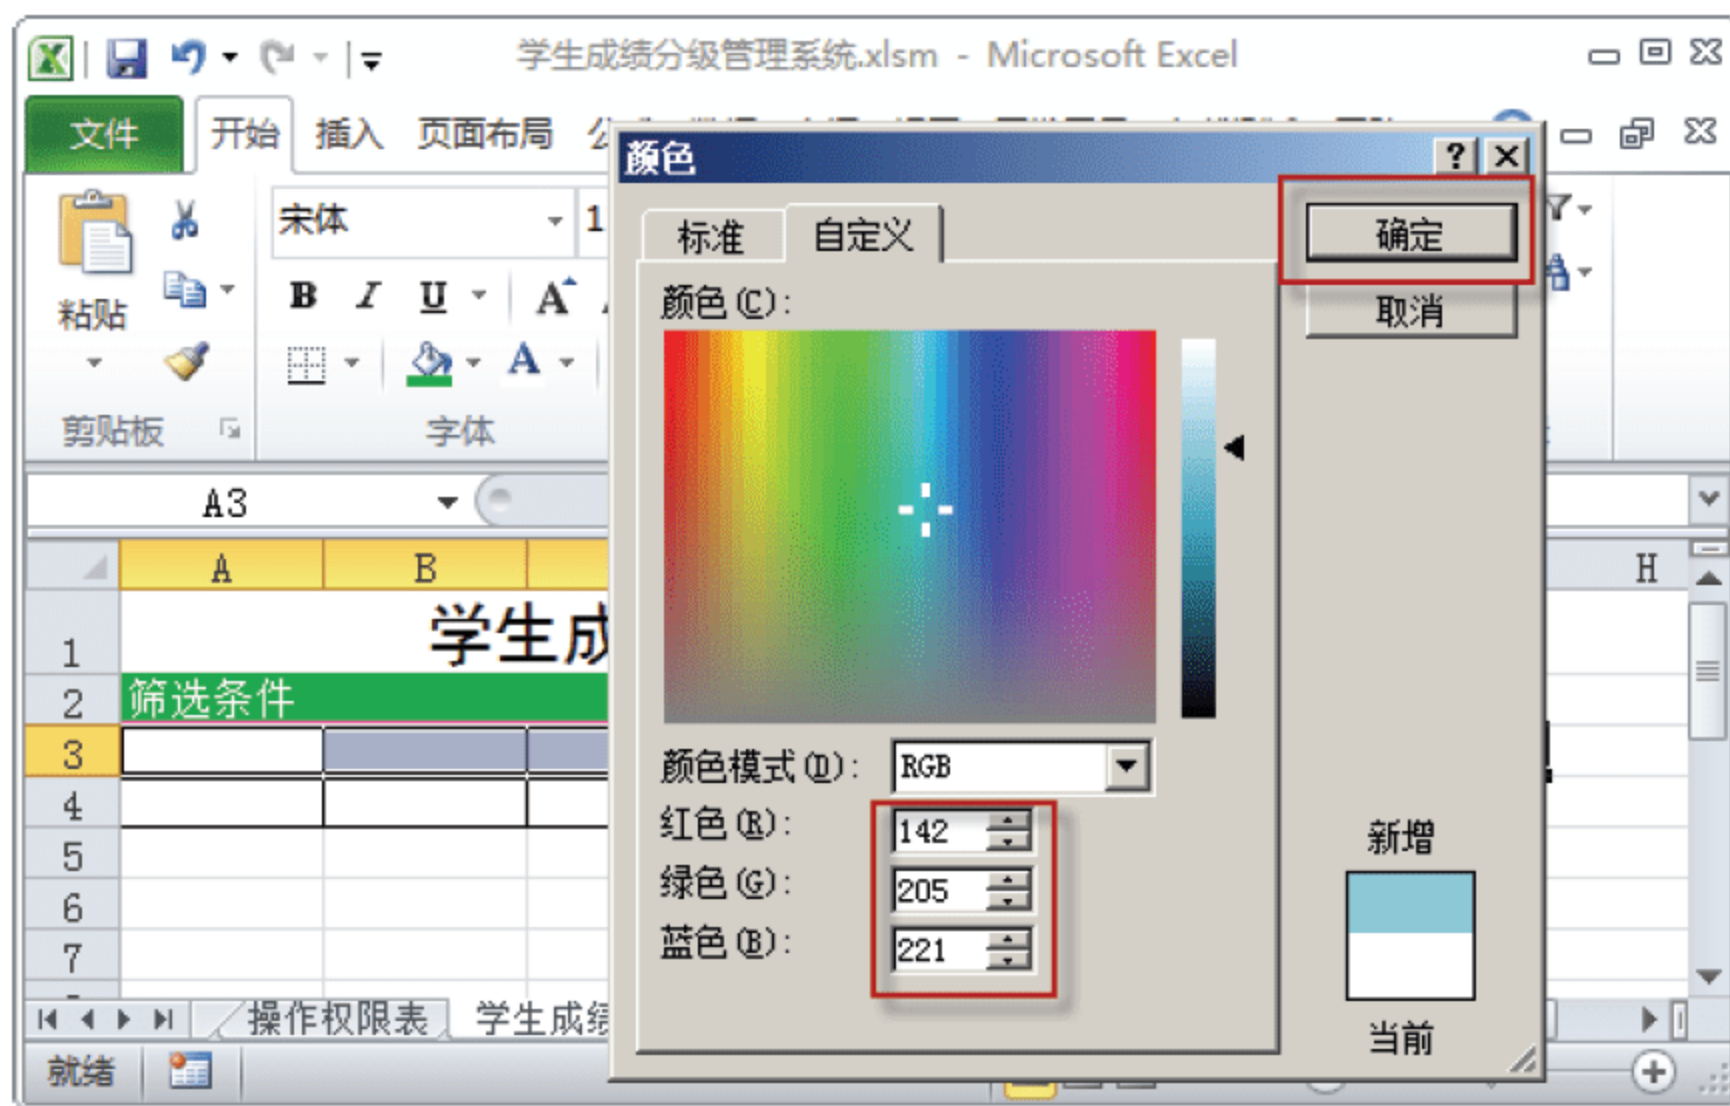 学生成绩分级管理系统.xlsm - Microsoft Excel
文件 开始 插入 页面布局
颜色
标准 自定义 确定
取消
宋体
粘贴
B I U A
A
剪贴板 字体
颜色(C):
A3
A B H
1 学生成
2 筛选条件
3
4
5
6
7
颜色模式(D): RGB
红色(R): 142
绿色(G): 205
蓝色(B): 221
新增
当前
操作权限表 学生成绩
就绪